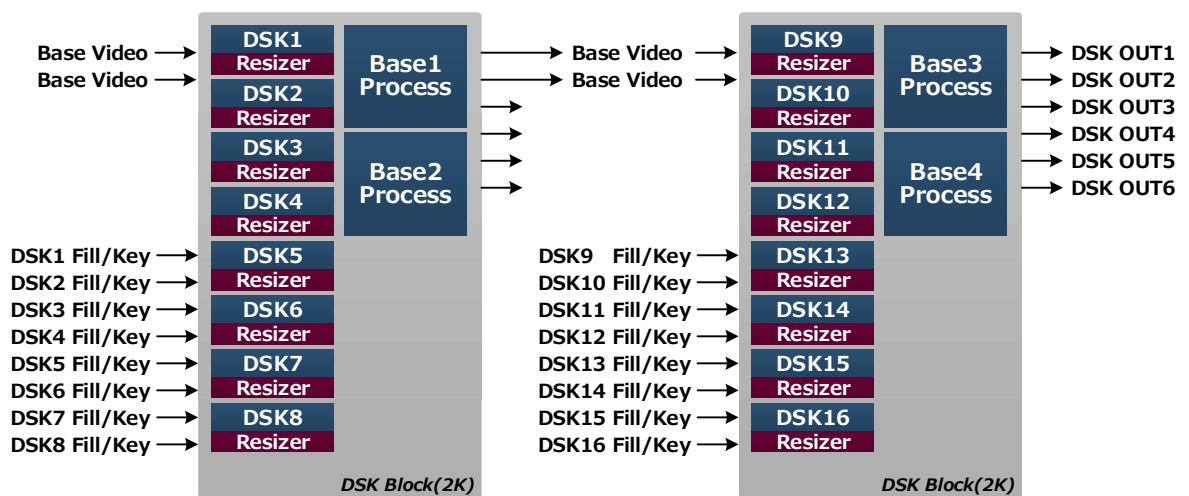 Base Video
Base Video
DSK1
Resizer
DSK2
Resizer
DSK3
Resizer
DSK4
Resizer
DSK5
Resizer
DSK6
Resizer
DSK7
Resizer
DSK8
Resizer
Base1
Process
Base2
Process
DSK1 Fill/Key
DSK2 Fill/Key
DSK3 Fill/Key
DSK4 Fill/Key
DSK5 Fill/Key
DSK6 Fill/Key
DSK7 Fill/Key
DSK8 Fill/Key
DSK Block(2K)
Base Video
Base Video
DSK9
Resizer
DSK10
Resizer
DSK11
Resizer
DSK12
Resizer
DSK13
Resizer
DSK14
Resizer
DSK15
Resizer
DSK16
Resizer
Base3
Process
Base4
Process
DSK9 Fill/Key
DSK10 Fill/Key
DSK11 Fill/Key
DSK12 Fill/Key
DSK13 Fill/Key
DSK14 Fill/Key
DSK15 Fill/Key
DSK16 Fill/Key
DSK Block(2K)
DSK OUT1
DSK OUT2
DSK OUT3
DSK OUT4
DSK OUT5
DSK OUT6